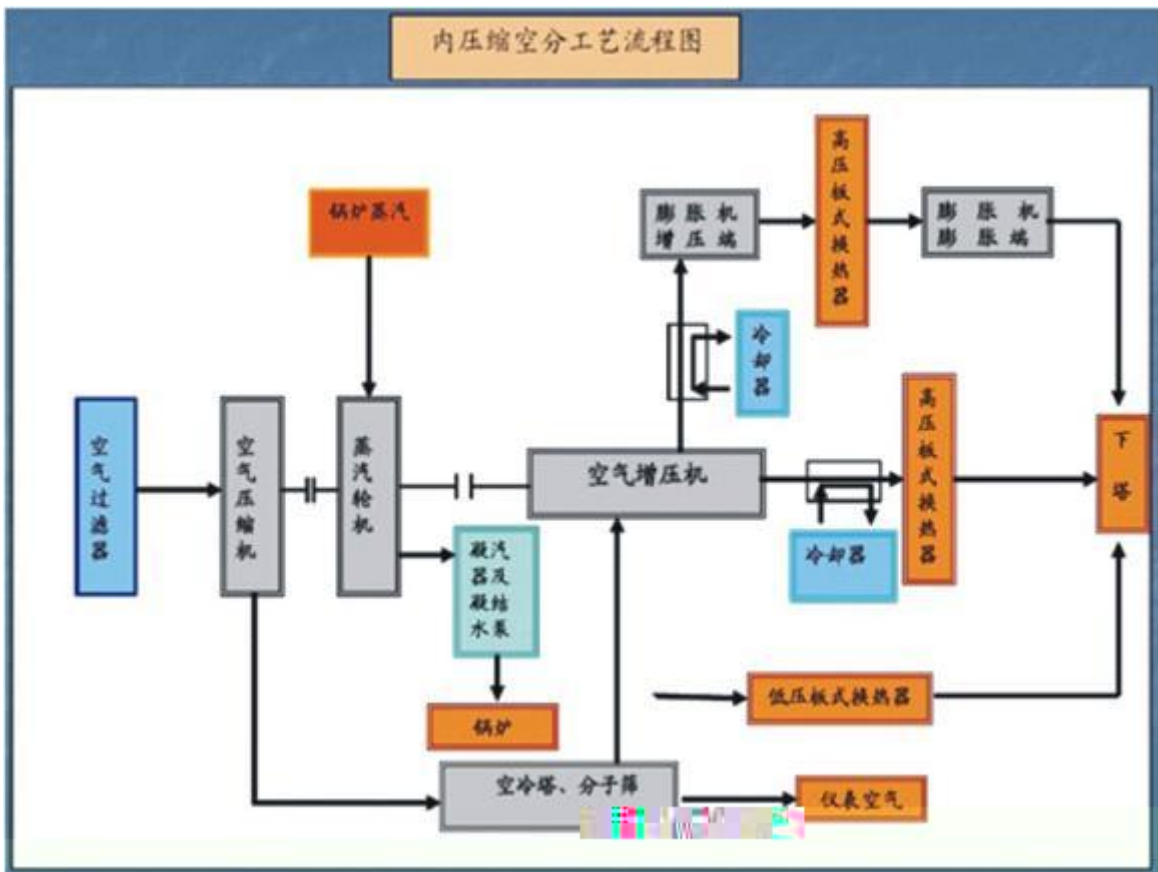 内压缩空分工艺流程图
高
压
板
式
换
热
器
锅炉蒸汽
膨胀机
增压端
膨胀机
膨胀端
冷
却
器
空
气
过
滤
器
空
气
压
缩
机
蒸
汽
轮
机
空气增压机
高
压
板
式
换
热
器
下
塔
凝汽
器及
凝结
水泵
冷却器
低压板式换热器
锅炉
空冷塔、分子筛
仪表空气